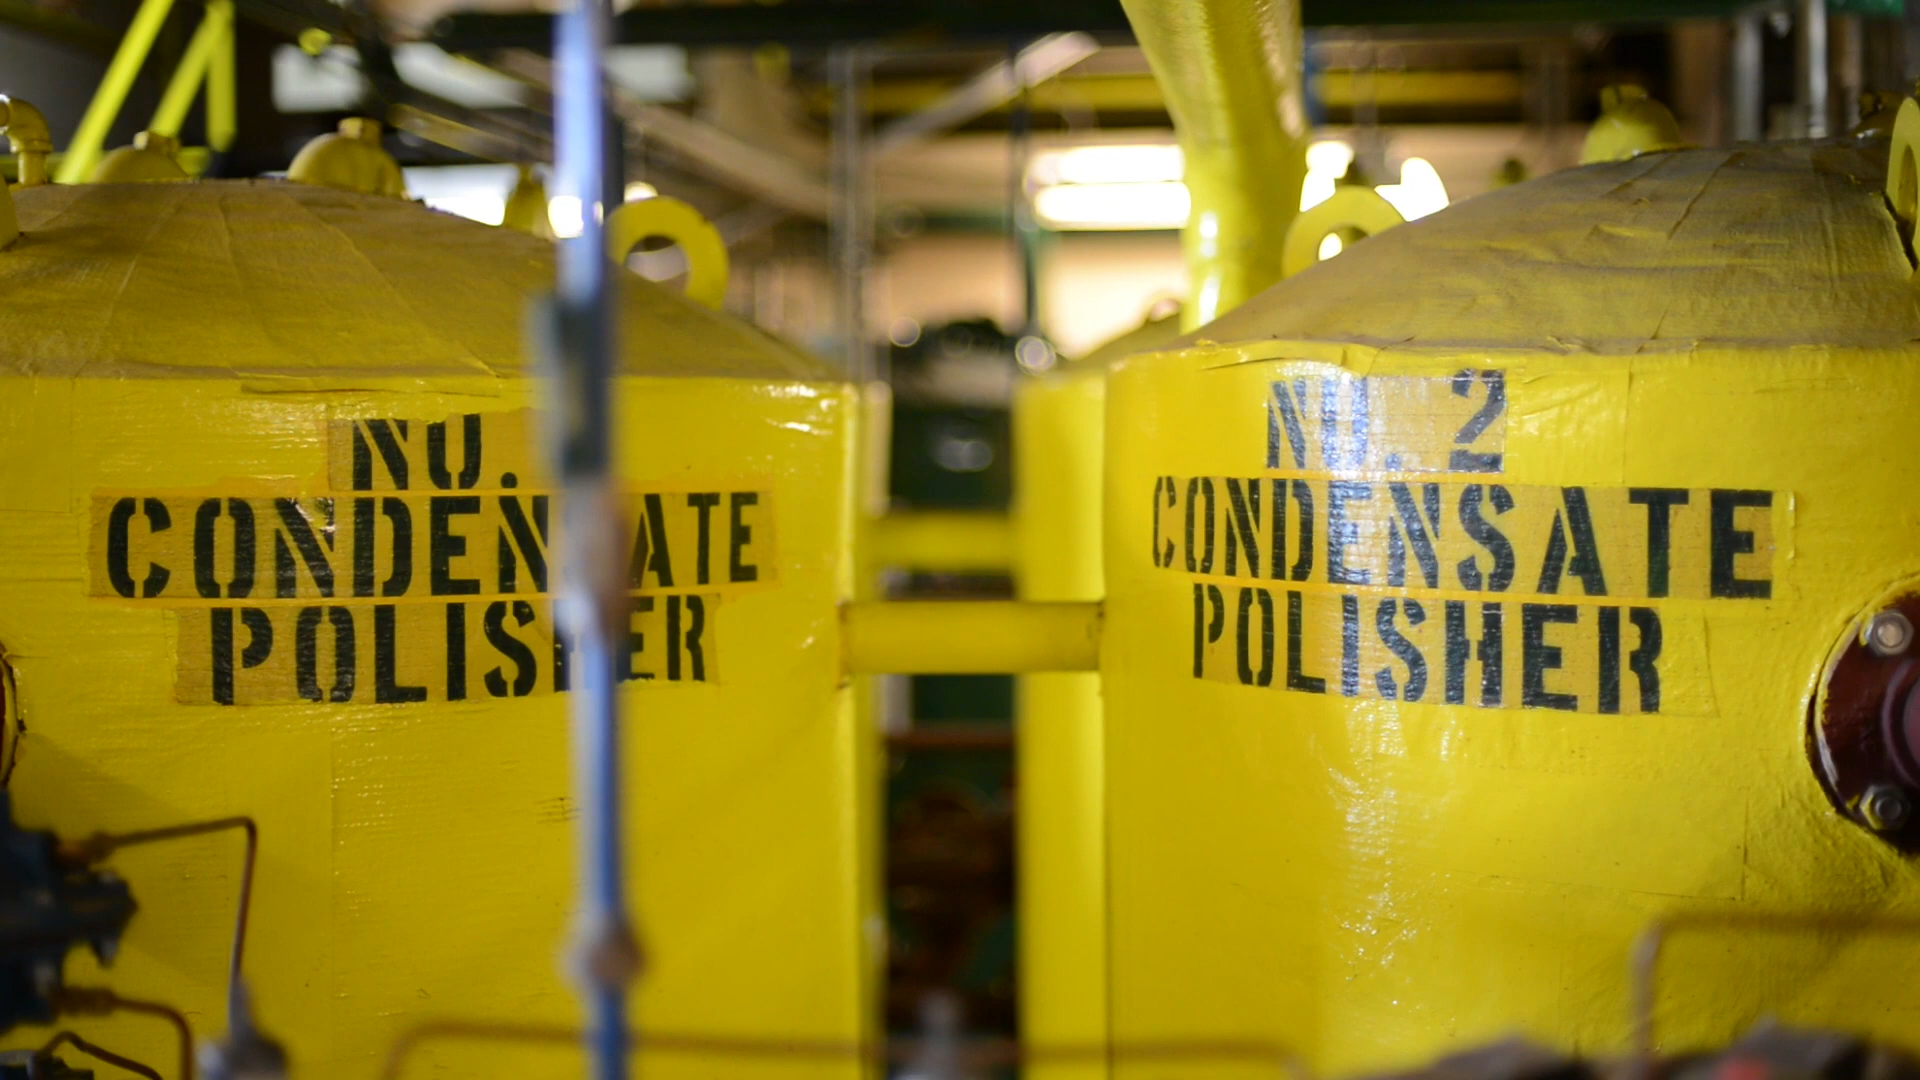 NO.
CONDENSATE
POLISHER
NO. 2
CONDENSATE
POLISHER